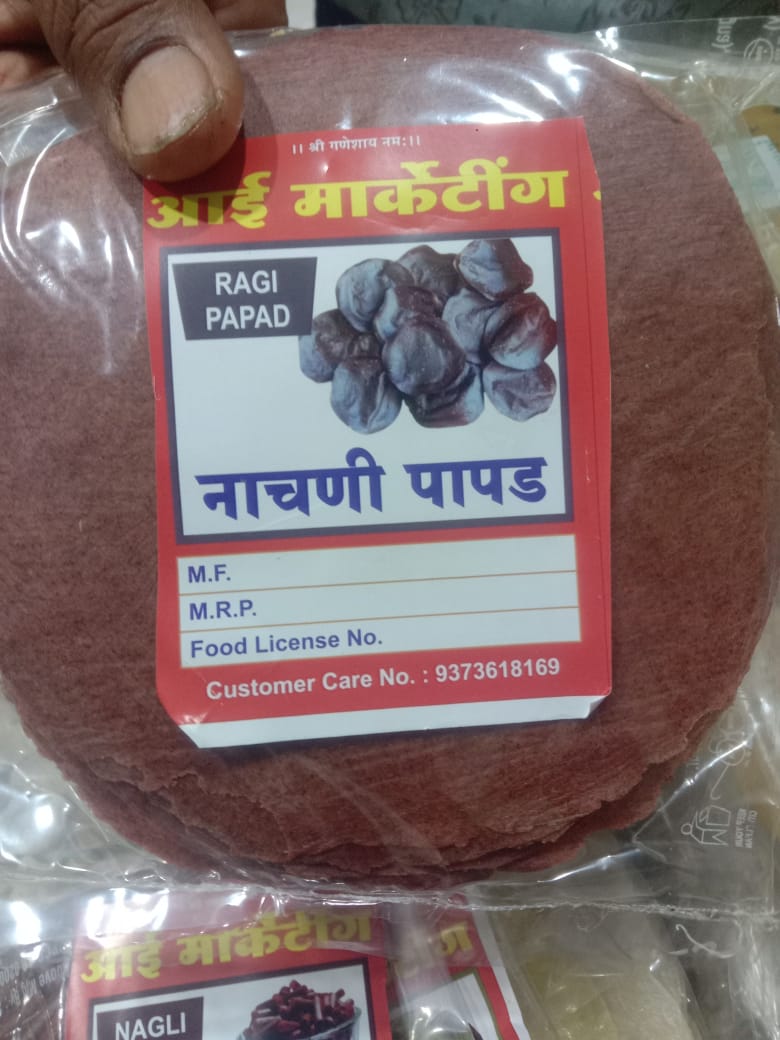 ।। श्री गणेशाय नमः।।
आई मार्केटींग
RAGI
PAPAD
नाचणी पापड
M.F.
M.R.P.
Food License No.
Customer Care No. : 9373618169
आई मार्केटींग
NAGLI